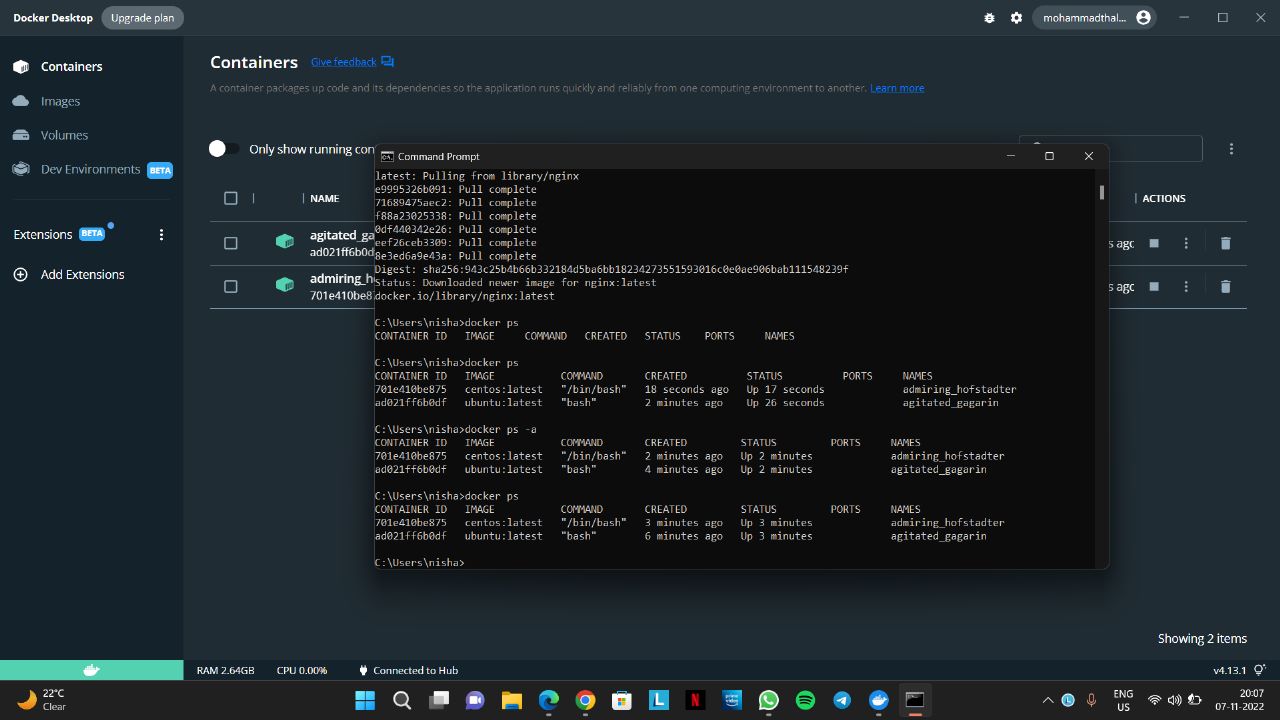 Docker Desktop Upgrade plan mohammadthal...
Containers
Images
Volumes
Dev Environments BETA
Extensions BETA
Add Extensions
Containers Give feedback
A container packages up code and its dependencies so the application runs quickly and reliably from one computing environment to another. Learn more
Only show running con
NAME ACTIONS
agitated_ga
ad021ff6b0d
s ago
admiring_h
701e410be87
s ago
Command Prompt
latest: Pulling from library/nginx
e9995326b091: Pull complete
71689475aec2: Pull complete
f88a23025338: Pull complete
0df440342e26: Pull complete
eef26ceb3309: Pull complete
8e3ed6a9e43a: Pull complete
Digest: sha256:943c25b4b66b332184d5ba6bb18234273551593016c0e0ae906bab111548239f
Status: Downloaded newer image for nginx:latest
docker.io/library/nginx:latest
C:\Users\nisha>docker ps
CONTAINER ID IMAGE COMMAND CREATED STATUS PORTS NAMES
C:\Users\nisha>docker ps
CONTAINER ID IMAGE COMMAND CREATED STATUS PORTS NAMES
701e410be875 centos:latest "/bin/bash" 18 seconds ago Up 17 seconds admiring_hofstadter
ad021ff6b0df ubuntu:latest "bash" 2 minutes ago Up 26 seconds agitated_gagarin
C:\Users\nisha>docker ps -a
CONTAINER ID IMAGE COMMAND CREATED STATUS PORTS NAMES
701e410be875 centos:latest "/bin/bash" 2 minutes ago Up 2 minutes admiring_hofstadter
ad021ff6b0df ubuntu:latest "bash" 4 minutes ago Up 2 minutes agitated_gagarin
C:\Users\nisha>docker ps
CONTAINER ID IMAGE COMMAND CREATED STATUS PORTS NAMES
701e410be875 centos:latest "/bin/bash" 3 minutes ago Up 3 minutes admiring_hofstadter
ad021ff6b0df ubuntu:latest "bash" 6 minutes ago Up 3 minutes agitated_gagarin
C:\Users\nisha>
Showing 2 items
RAM 2.64GB CPU 0.00% Connected to Hub v4.13.1
22°C
Clear
ENG
US
20:07
07-11-2022